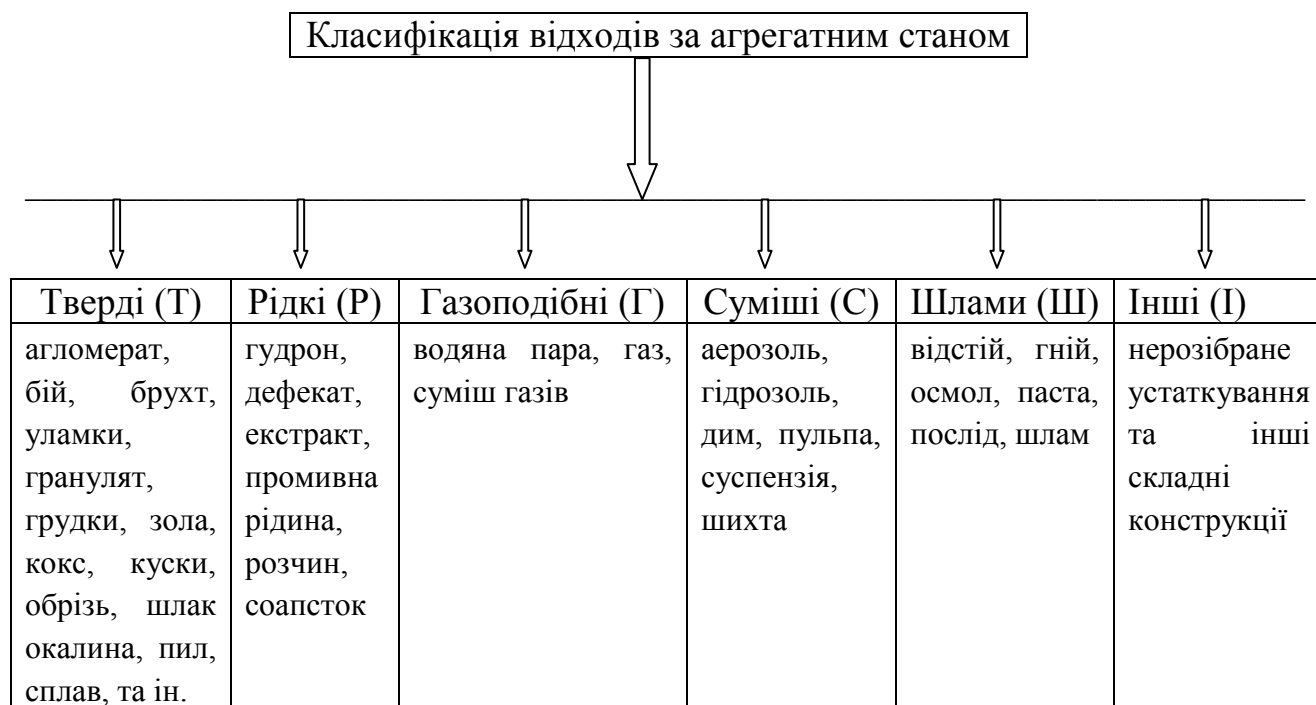 Класифікація відходів за агрегатним станом
Тверді (Т)
агломерат,
бій, брухт,
уламки,
гранулят,
грудки, зола,
кокс, куски,
обрізь, шлак
окалина, пил,
сплав, та ін.
Рідкі (Р)
гудрон,
дефекат,
екстракт,
промивна
рідина,
розчин,
соапсток
Газоподібні (Г)
водяна пара, газ,
суміш газів
Суміші (С)
аерозоль,
гідрозоль,
дим, пульпа,
суспензія,
шихта
Шлами (Ш)
відстій, гній,
осмол, паста,
послід, шлам
Інші (І)
нерозібране
устаткування
та інші
складні
конструкції